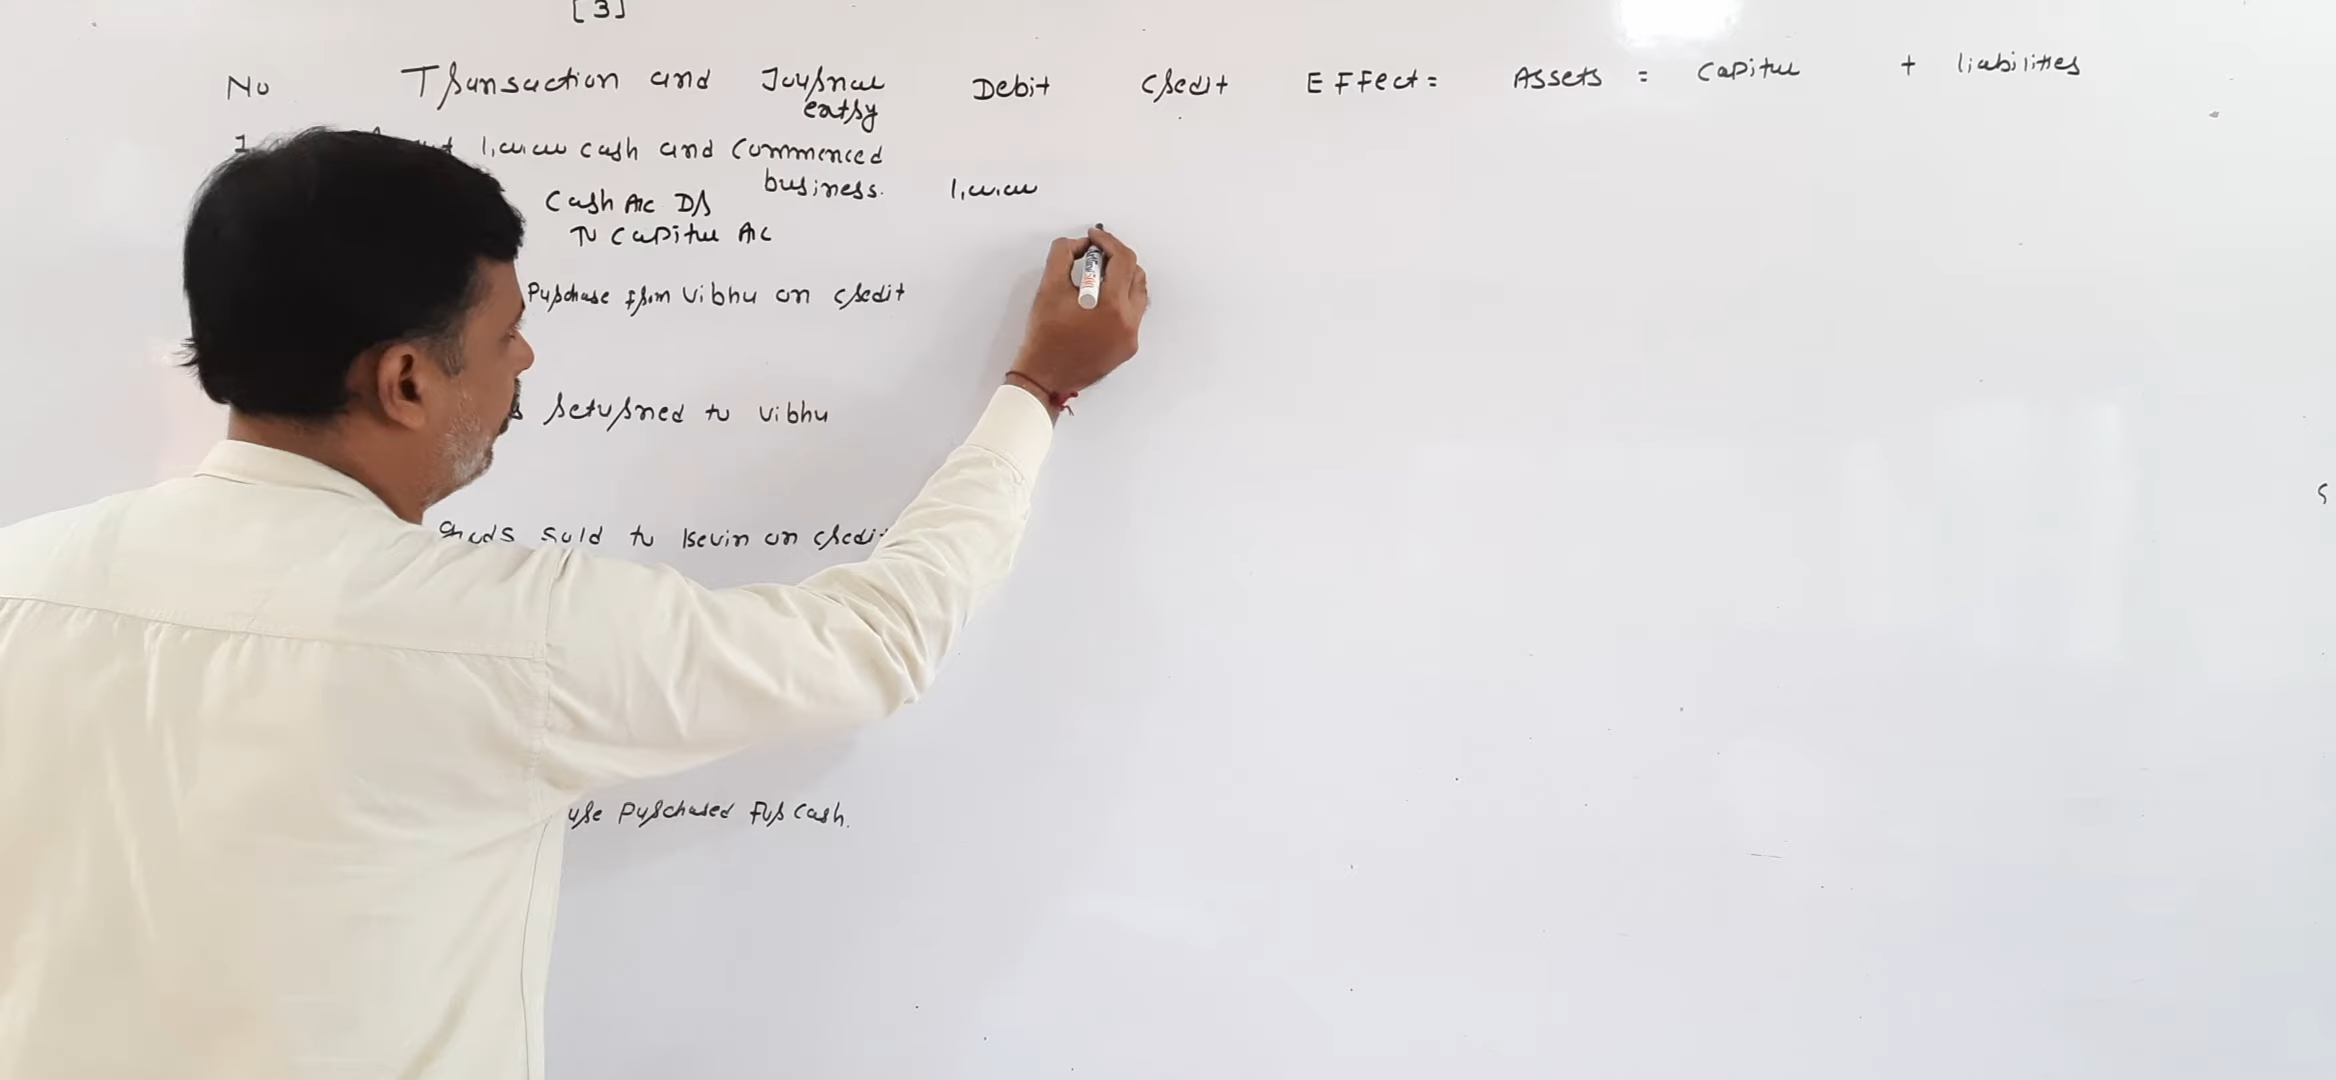 [3]
No Transaction and Journal entry Debit Credit Effect = Assets = Capital + liabilities
1. 1,00,000 cash and commenced business.
Cash A/c Dr 1,00,000
To Capital A/c
Purchase from Vibhu on credit
returned to Vibhu
Goods sold to Kevin on credit
purchased for cash.